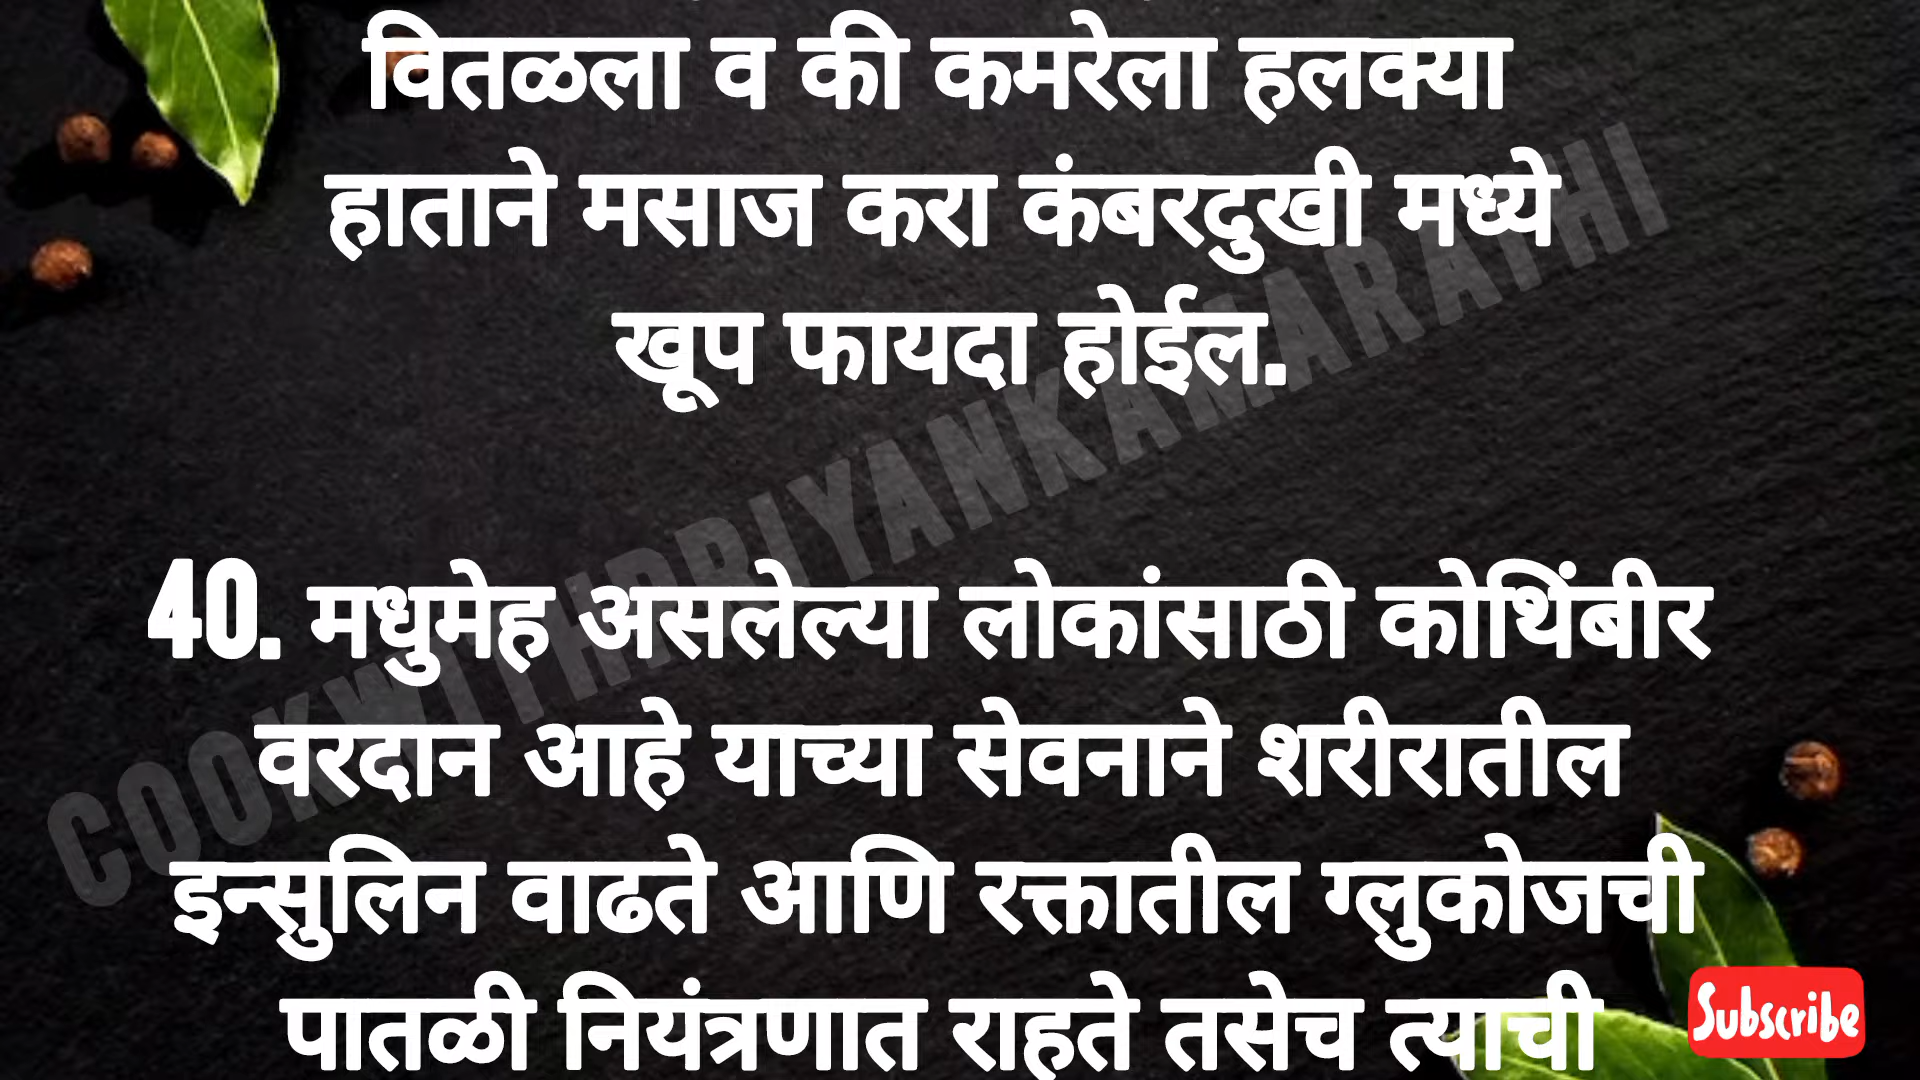 वितळला व की कमरेला हलक्या
हाताने मसाज करा कंबरदुखी मध्ये
खूप फायदा होईल.
40. मधुमेह असलेल्या लोकांसाठी कोथिंबीर
वरदान आहे याच्या सेवनाने शरीरातील
इन्सुलिन वाढते आणि रक्तातील ग्लुकोजची
पातळी नियंत्रणात राहते तसेच त्याची
COOKWITHPRIYANKAMARATHI
Subscribe